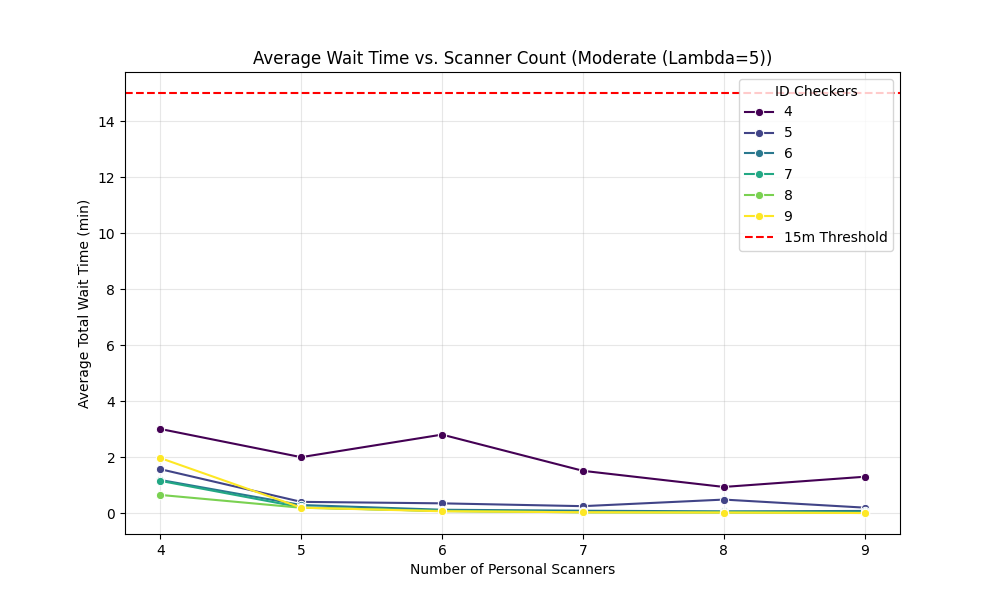 Average Wait Time vs. Scanner Count (Moderate (Lambda=5))
Average Total Wait Time (min)
14
12
10
8
6
4
2
0
ID Checkers
4
5
6
7
8
9
15m Threshold
4 5 6 7 8 9
Number of Personal Scanners